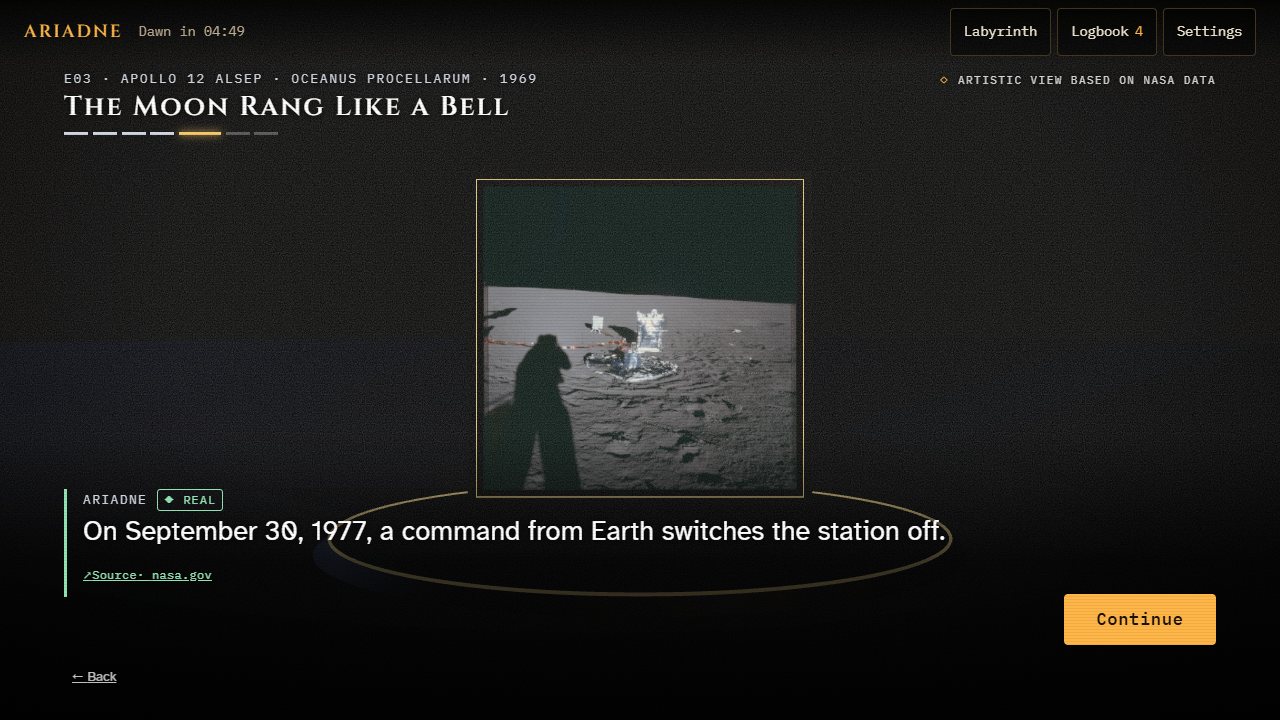 ARIADNE Dawn in 04:49
Labyrinth Logbook 4 Settings
E03 · APOLLO 12 ALSEP · OCEANUS PROCELLARUM · 1969
◇ ARTISTIC VIEW BASED ON NASA DATA
The Moon Rang Like a Bell
ARIADNE ◆ REAL
On September 30, 1977, a command from Earth switches the station off.
↗Source· nasa.gov
Continue
← Back